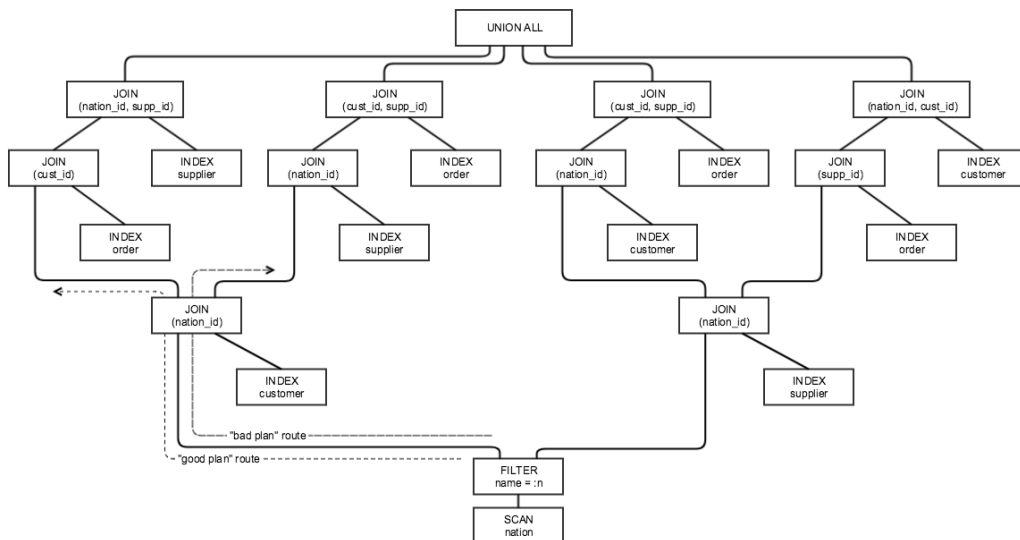 UNION ALL
JOIN
(nation_id, supp_id)
JOIN
(cust_id, supp_id)
JOIN
(cust_id, supp_id)
JOIN
(nation_id, cust_id)
JOIN
(cust_id)
INDEX
supplier
JOIN
(nation_id)
INDEX
order
JOIN
(nation_id)
INDEX
order
JOIN
(supp_id)
INDEX
customer
INDEX
order
INDEX
supplier
INDEX
customer
INDEX
order
JOIN
(nation_id)
JOIN
(nation_id)
INDEX
customer
INDEX
supplier
"bad plan" route
"good plan" route
FILTER
name = :n
SCAN
nation